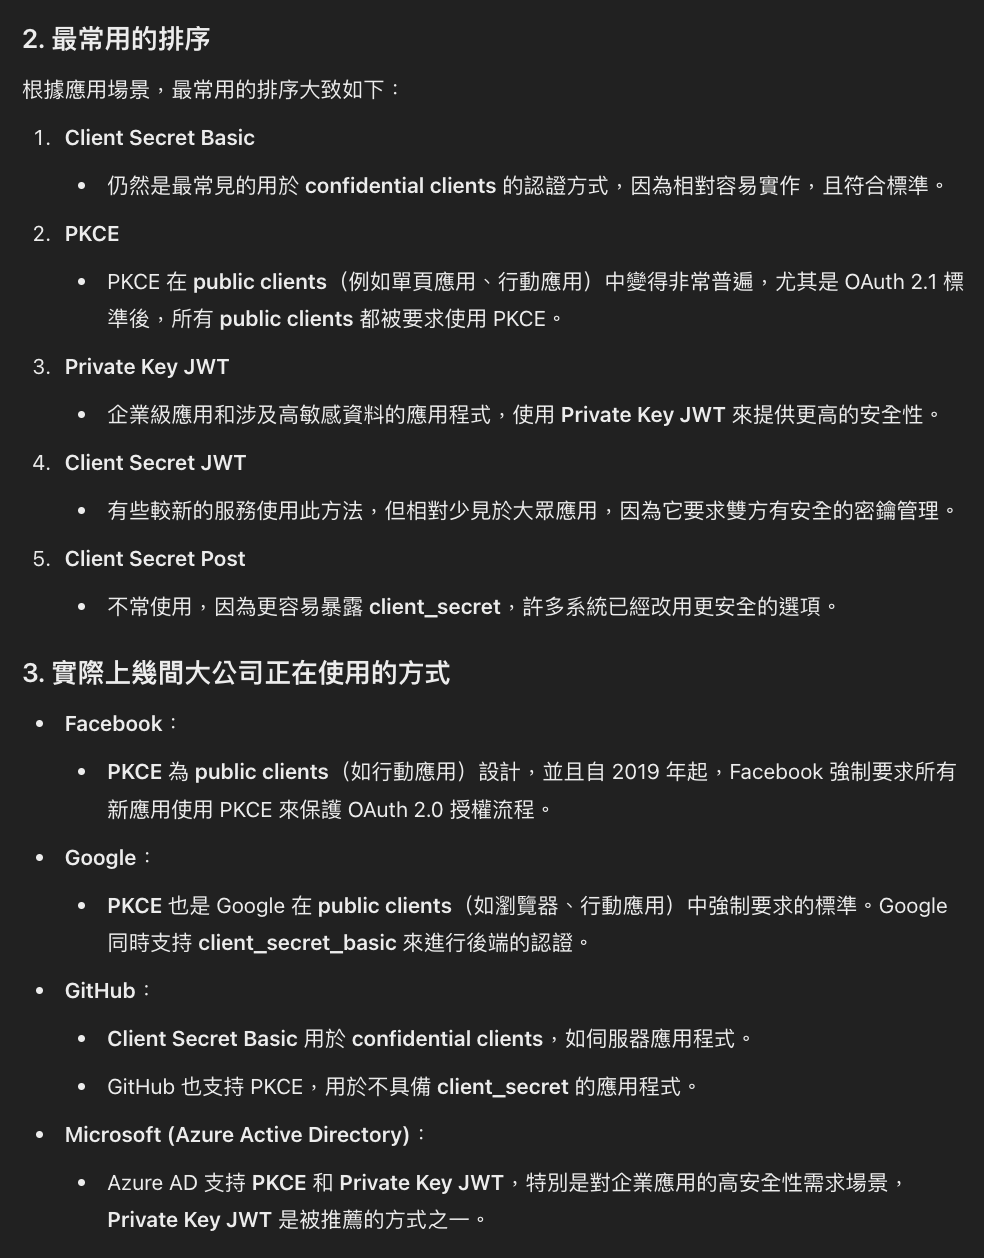 2. 最常用的排序
根據應用場景，最常用的排序大致如下：
1. Client Secret Basic
• 仍然是最常見的用於 confidential clients 的認證方式，因為相對容易實作，且符合標準。
2. PKCE
• PKCE 在 public clients（例如單頁應用、行動應用）中變得非常普遍，尤其是 OAuth 2.1 標
準後，所有 public clients 都被要求使用 PKCE。
3. Private Key JWT
• 企業級應用和涉及高敏感資料的應用程式，使用 Private Key JWT 來提供更高的安全性。
4. Client Secret JWT
• 有些較新的服務使用此方法，但相對少見於大眾應用，因為它要求雙方有安全的密鑰管理。
5. Client Secret Post
• 不常使用，因為更容易暴露 client_secret，許多系統已經改用更安全的選項。
3. 實際上幾間大公司正在使用的方式
• Facebook：
• PKCE 為 public clients（如行動應用）設計，並且自 2019 年起，Facebook 強制要求所有
新應用使用 PKCE 來保護 OAuth 2.0 授權流程。
• Google：
• PKCE 也是 Google 在 public clients（如瀏覽器、行動應用）中強制要求的標準。Google
同時支持 client_secret_basic 來進行後端的認證。
• GitHub：
• Client Secret Basic 用於 confidential clients，如伺服器應用程式。
• GitHub 也支持 PKCE，用於不具備 client_secret 的應用程式。
• Microsoft (Azure Active Directory)：
• Azure AD 支持 PKCE 和 Private Key JWT，特別是對企業應用的高安全性需求場景，
Private Key JWT 是被推薦的方式之一。